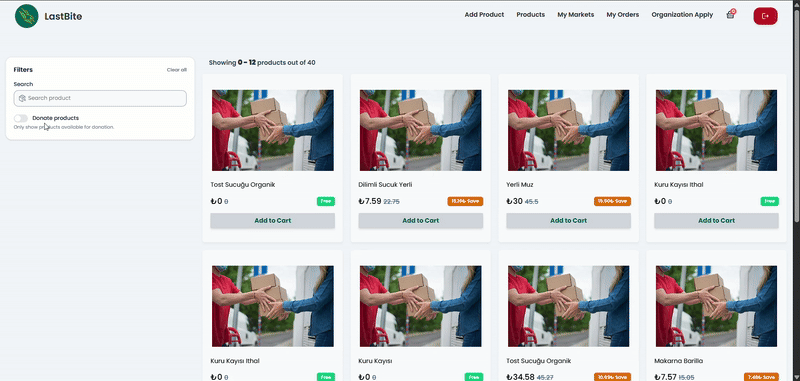 LastBite
Add Product
Products
My Markets
My Orders
Organization Apply
Filters
Clear all
Search
Search product
Donate products
Only show products available for donation.
Showing 0 - 12 products out of 40
Tost Sucuğu Organik
₺0 0
Free
Add to Cart
Dilimli Sucuk Yerli
₺7.59 22.75
Save
Add to Cart
Yerli Muz
₺30 45.5
Save
Add to Cart
Kuru Kayısı Ithal
₺0 0
Free
Add to Cart
Kuru Kayısı Ithal
₺0 0
Free
Kuru Kayısı
₺0 0
Free
Tost Sucuğu Organik
₺34.58 45.27
Save
Makarna Barilla
₺7.57 15.05
Save